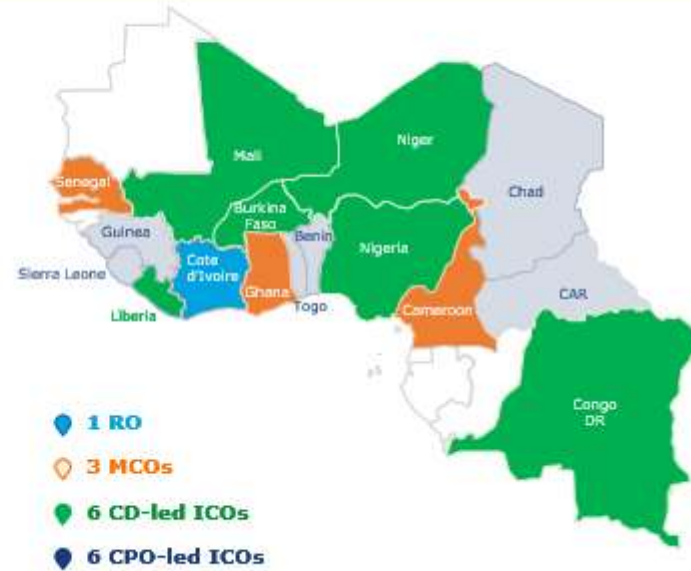 Mali
Niger
Chad
Senegal
Burkina
Faso
Guinea
Benin
Nigeria
Cote
d'Ivoire
Sierra Leone
Ghana
Togo
Cameroon
CAR
Liberia
Congo
DR
1 RO
3 MCOs
6 CD-led ICOs
6 CPO-led ICOs